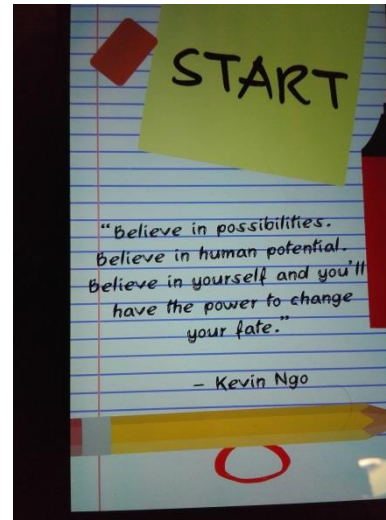 START
“Believe in possibilities.
Believe in human potential.
Believe in yourself and you'll
have the power to change
your fate.”
– Kevin Ngo